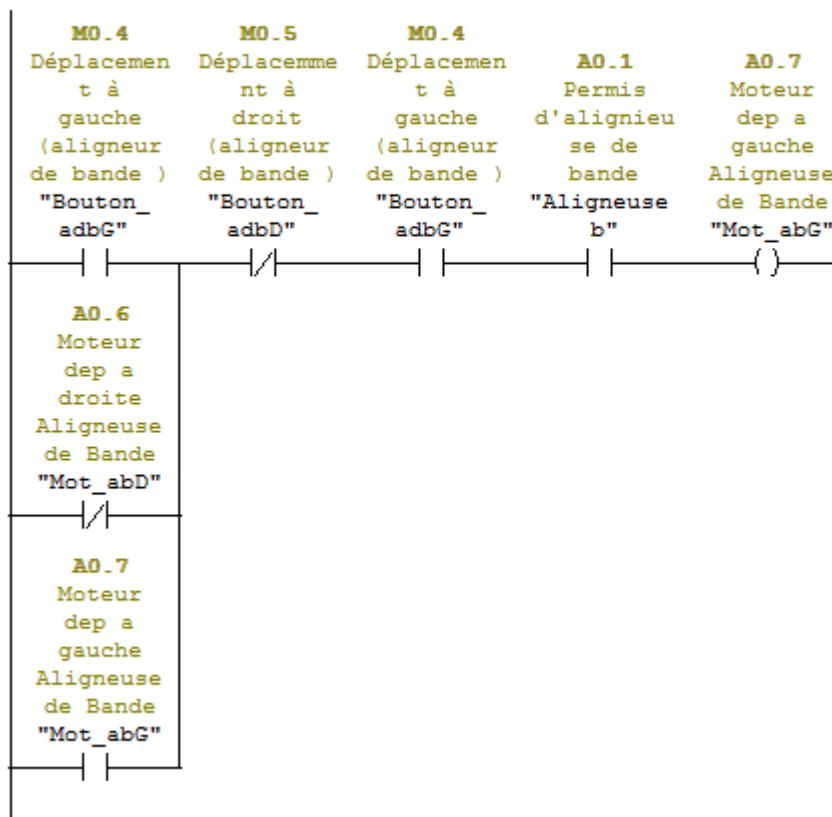 M0.4
Déplacemen
t à
gauche
(aligneur
de bande )
"Bouton_
adbG"
M0.5
Déplacemme
nt à
droit
(aligneur
de bande )
"Bouton_
adbD"
M0.4
Déplacemen
t à
gauche
(aligneur
de bande )
"Bouton_
adbG"
A0.1
Permis
d'alignieu
se de
bande
"Aligneuse
b"
A0.7
Moteur
dep a
gauche
Aligneuse
de Bande
"Mot_abG"
A0.6
Moteur
dep a
droite
Aligneuse
de Bande
"Mot_abD"
A0.7
Moteur
dep a
gauche
Aligneuse
de Bande
"Mot_abG"